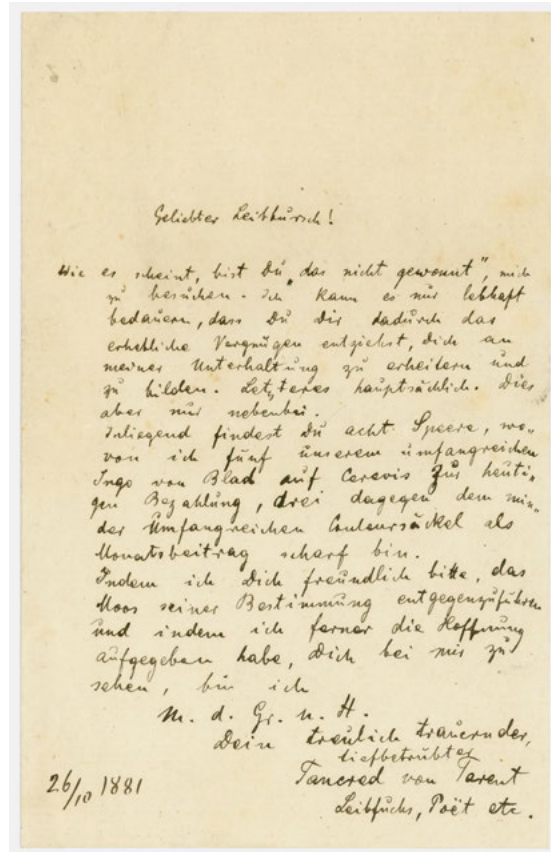 Geliebter Leibbursch!
Wie es scheint, bist Du „das nicht gewonnt", mich
zu besuchen. Ich kann es nur lebhaft
bedauern, dass Du Dir dadurch das
erhebliche Vergnügen entziehst, Dich an
meiner Unterhaltung zu erheitern und
zu bilden. Letzteres hauptsächlich. Dies
aber nur nebenbei.
Inliegend findest Du acht Speere, wo-
von ich fünf unserem umfangreichen
Ingo von Blad auf Cerevis zur heuti-
gen Bezahlung, drei dagegen dem min-
der Umfangreichen Couleursäckel als
Monatsbeitrag scharf bin.
Indem ich Dich freundlich bitte, das
Moos seiner Bestimmung entgegenzuführen
und indem ich ferner die Hoffnung
aufgegeben habe, Dich bei mir zu
sehen, bin ich
m. d. Gr. u. H.
Dein treulich trauernder,
tiefbetrübter
Tancred von Tarent
Leibfuchs, Poët etc.
26/10 1881